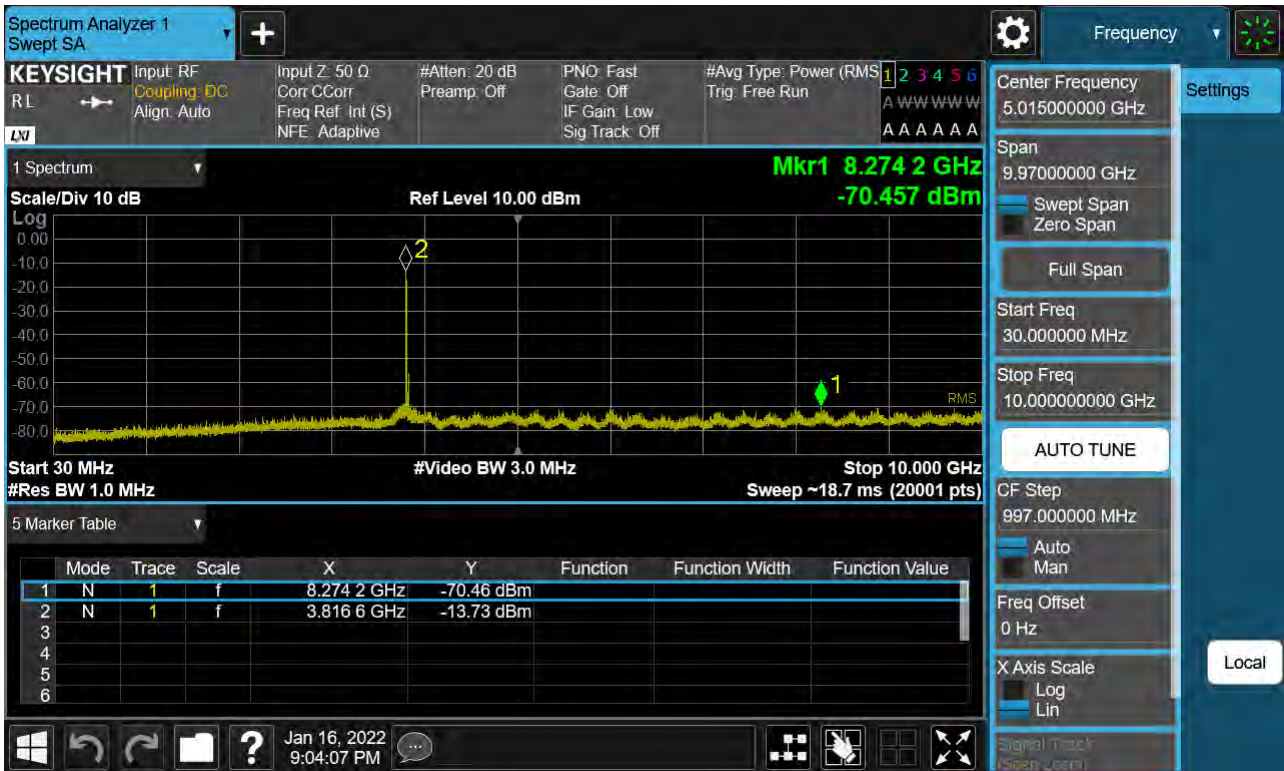 Spectrum Analyzer 1
Swept SA
+
Frequency
KEYSIGHT
RL
LXI
Input: RF
Coupling: DC
Align: Auto
Input Z: 50 Ω
Corr CCorr
Freq Ref: Int (S)
NFE: Adaptive
#Atten: 20 dB
Preamp: Off
PNO: Fast
Gate: Off
IF Gain: Low
Sig Track: Off
#Avg Type: Power (RMS
Trig: Free Run
1 2 3 4 5 6
A W W W W W
A A A A A A
1 Spectrum
Mkr1 8.274 2 GHz
Scale/Div 10 dB
Ref Level 10.00 dBm
-70.457 dBm
Log
0.00
-10.0
-20.0
-30.0
-40.0
-50.0
-60.0
-70.0
-80.0
2
1
RMS
Start 30 MHz
#Video BW 3.0 MHz
Stop 10.000 GHz
#Res BW 1.0 MHz
Sweep ~18.7 ms (20001 pts)
5 Marker Table
Mode Trace Scale X Y Function Function Width Function Value
1 N 1 f 8.274 2 GHz -70.46 dBm
2 N 1 f 3.816 6 GHz -13.73 dBm
3
4
5
6
?
Jan 16, 2022
9:04:07 PM
Center Frequency
5.015000000 GHz
Settings
Span
9.97000000 GHz
Swept Span
Zero Span
Full Span
Start Freq
30.000000 MHz
Stop Freq
10.000000000 GHz
AUTO TUNE
CF Step
997.000000 MHz
Auto
Man
Freq Offset
0 Hz
X Axis Scale
Log
Lin
Local
Signal Track
(Span Zoom)